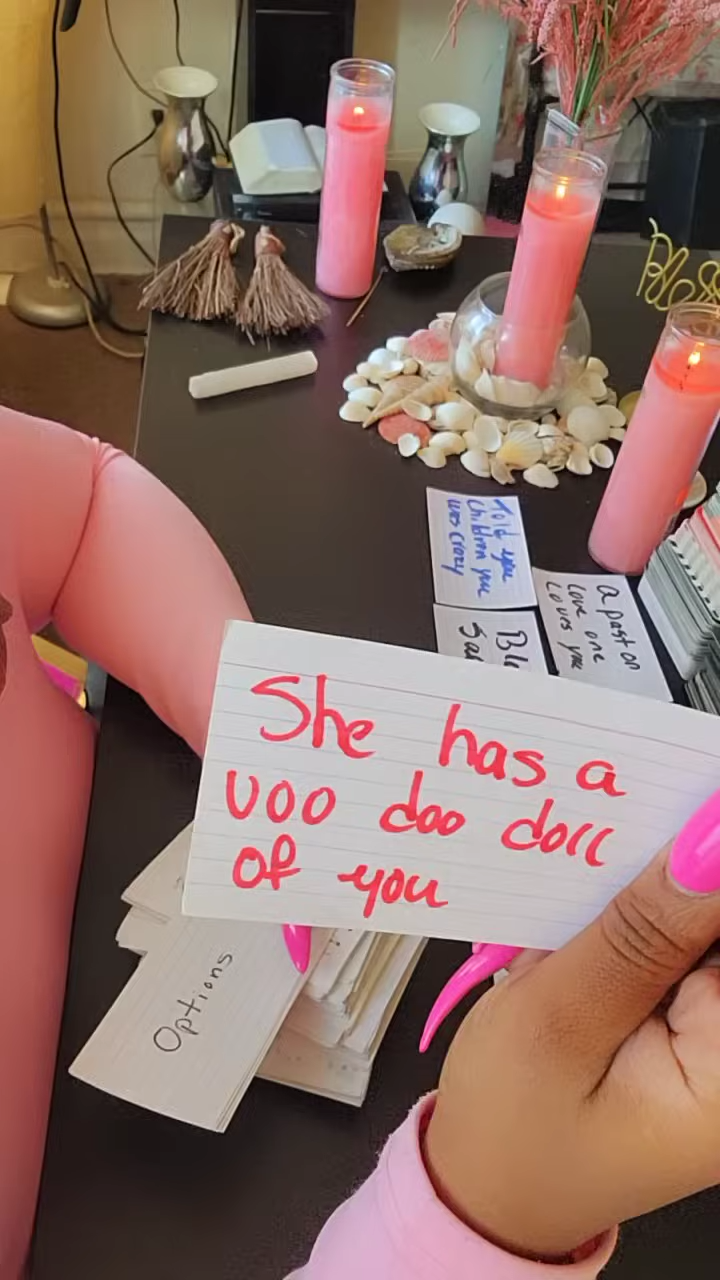 Told you
children you
was crazy
a past on
love one
Loves you
She has a
voo doo doll
of you
Options